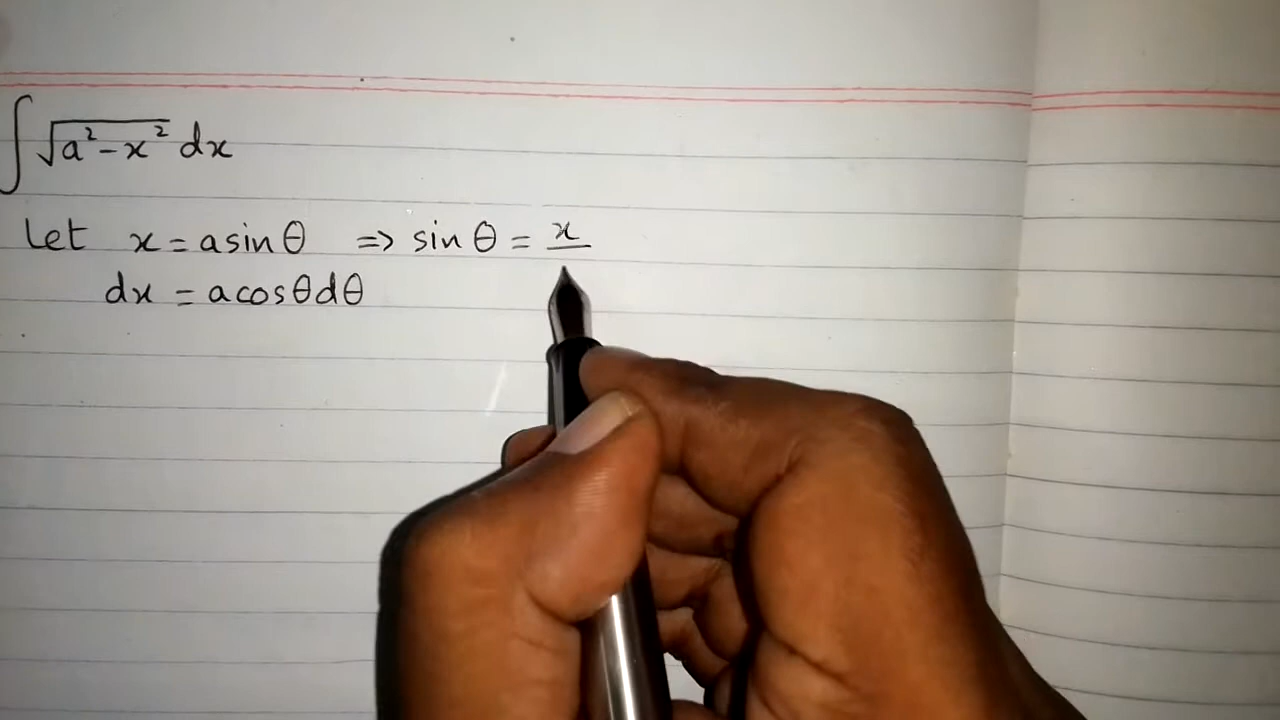 ∫√(a²-x²) dx
Let x = a sin θ => sin θ = x/
dx = a cos θ dθ